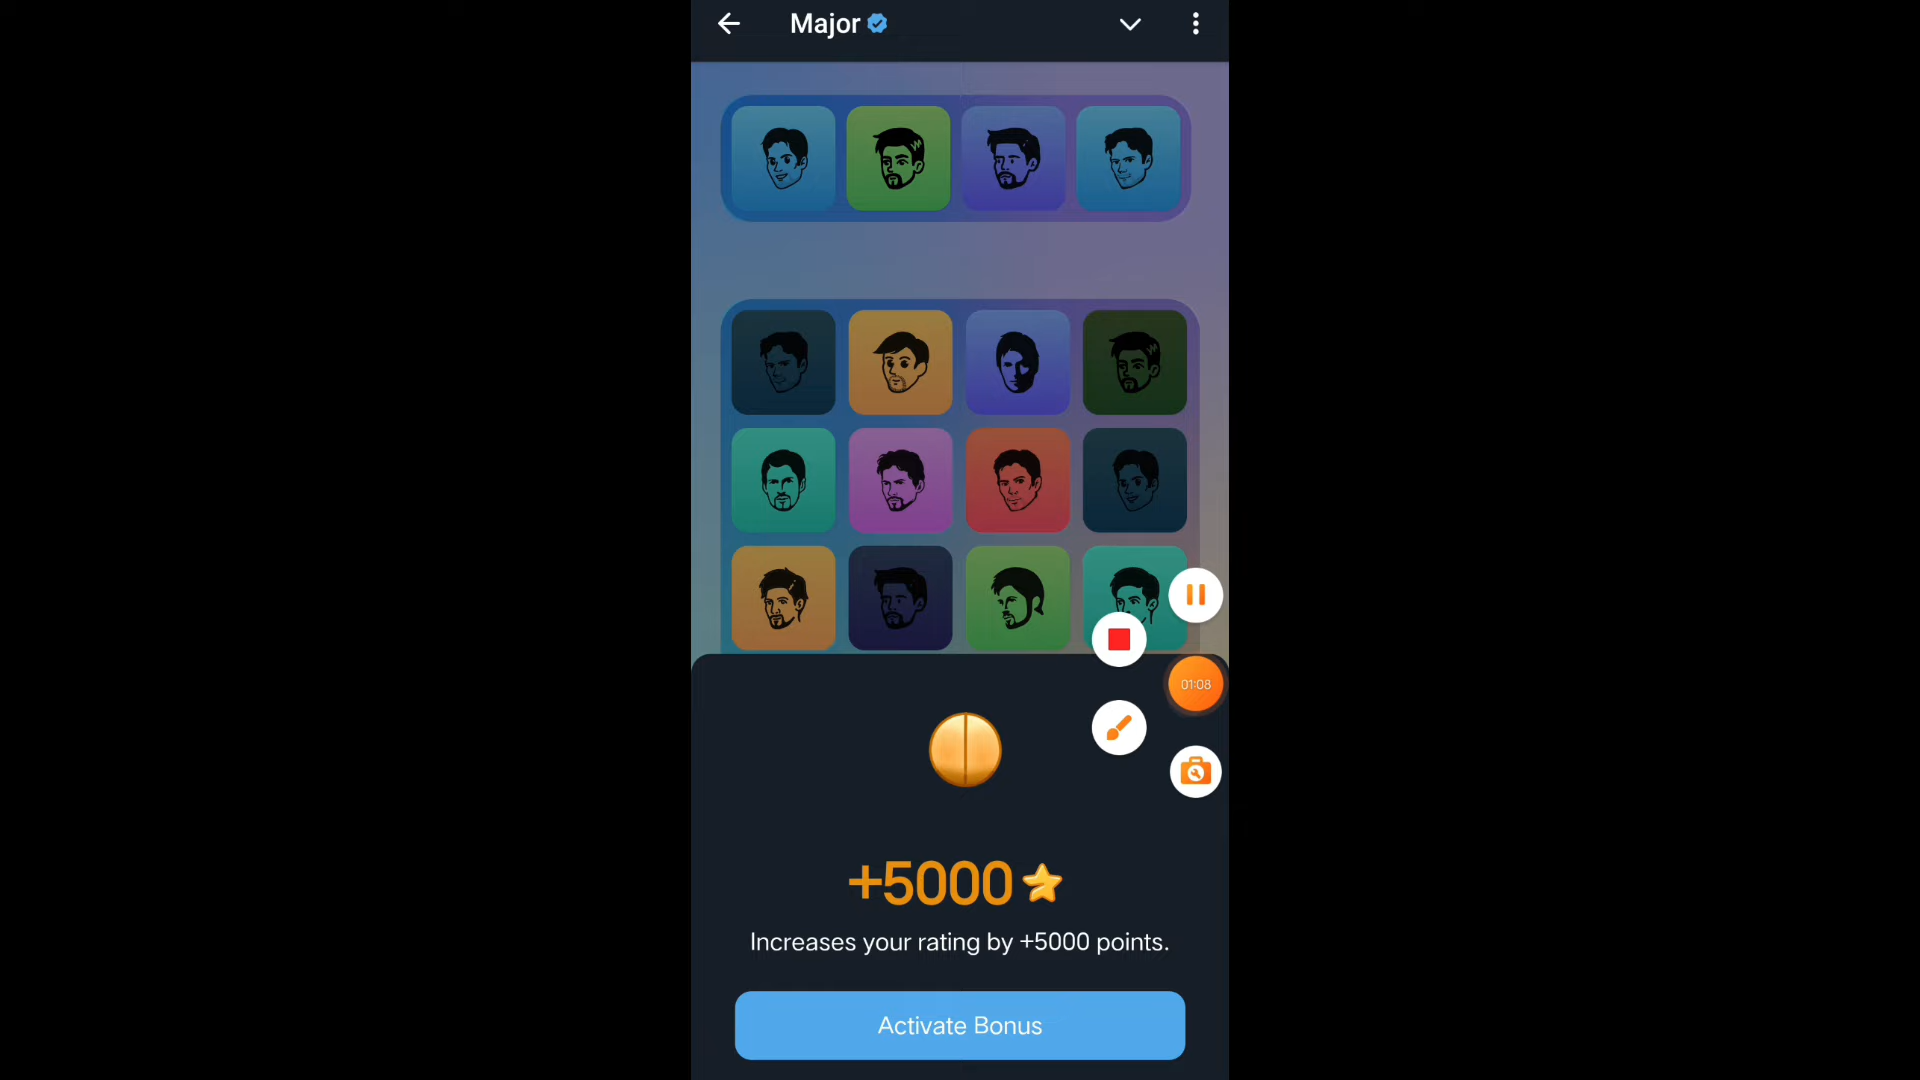 Major
01:08
+5000
Increases your rating by +5000 points.
Activate Bonus